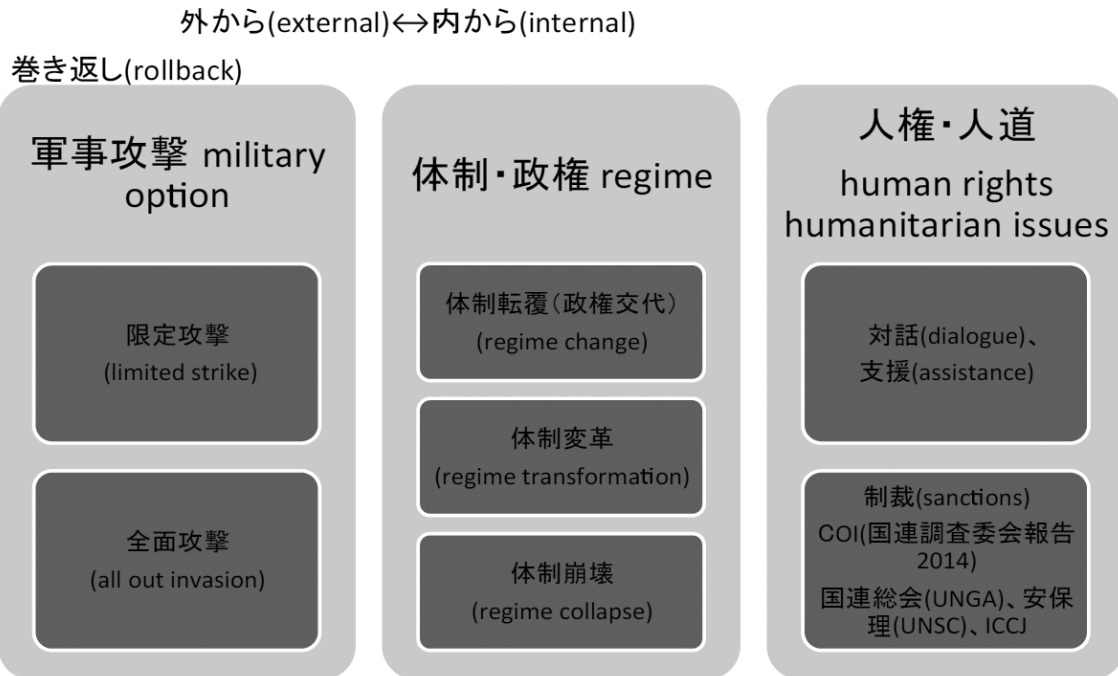 外から(external)↔内から(internal)
巻き返し(rollback)
軍事攻撃 military
option
限定攻撃
(limited strike)
全面攻撃
(all out invasion)
体制・政権 regime
体制転覆(政権交代)
(regime change)
体制変革
(regime transformation)
体制崩壊
(regime collapse)
人権・人道
human rights
humanitarian issues
対話(dialogue)、
支援(assistance)
制裁(sanctions)
COI(国連調査委会報告
2014)
国連総会(UNGA)、安保
理(UNSC)、ICCJ